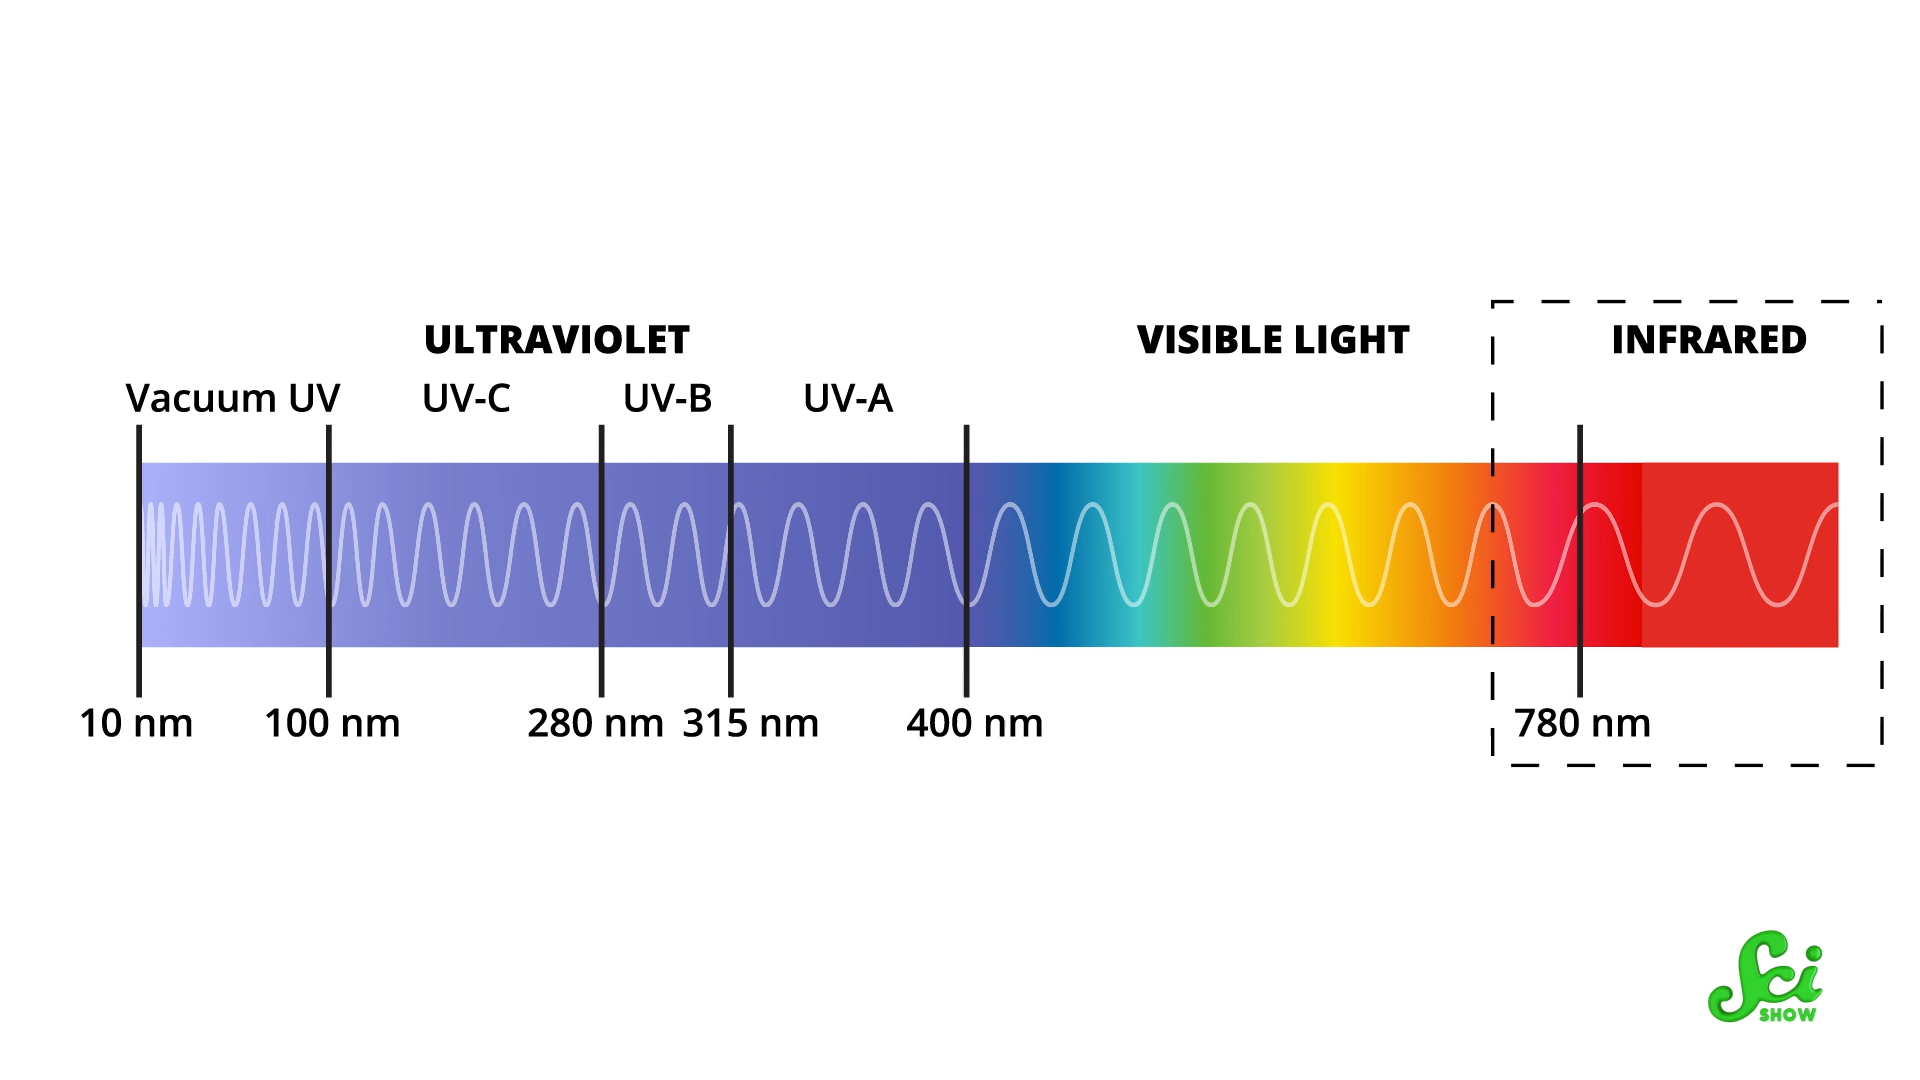 ULTRAVIOLET VISIBLE LIGHT INFRARED
Vacuum UV UV-C UV-B UV-A
10 nm 100 nm 280 nm 315 nm 400 nm 780 nm
Sci
SHOW